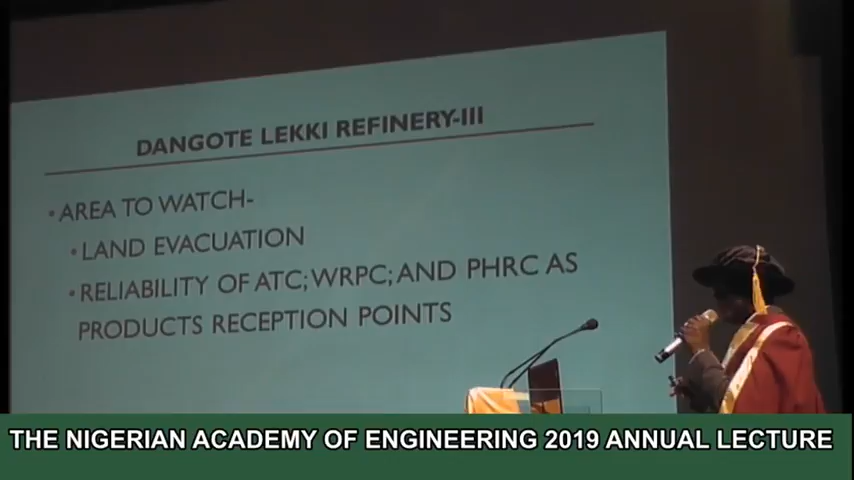 DANGOTE LEKKI REFINERY-III
•AREA TO WATCH-
•LAND EVACUATION
•RELIABILITY OF ATC;WRPC;AND PHRC AS
PRODUCTS RECEPTION POINTS
THE NIGERIAN ACADEMY OF ENGINEERING 2019 ANNUAL LECTURE